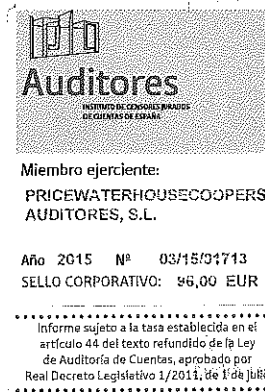 Auditores
INSTITUTO DE CENSORES JURADOS
DE CUENTAS DE ESPAÑA
Miembro ejerciente:
PRICEWATERHOUSECOOPERS
AUDITORES, S.L.
Año 2015 Nº 03/15/01713
SELLO CORPORATIVO: 96,00 EUR
Informe sujeto a la tasa establecida en el
artículo 44 del texto refundido de la Ley
de Auditoría de Cuentas, aprobado por
Real Decreto Legislativo 1/2011, de 1 de julio